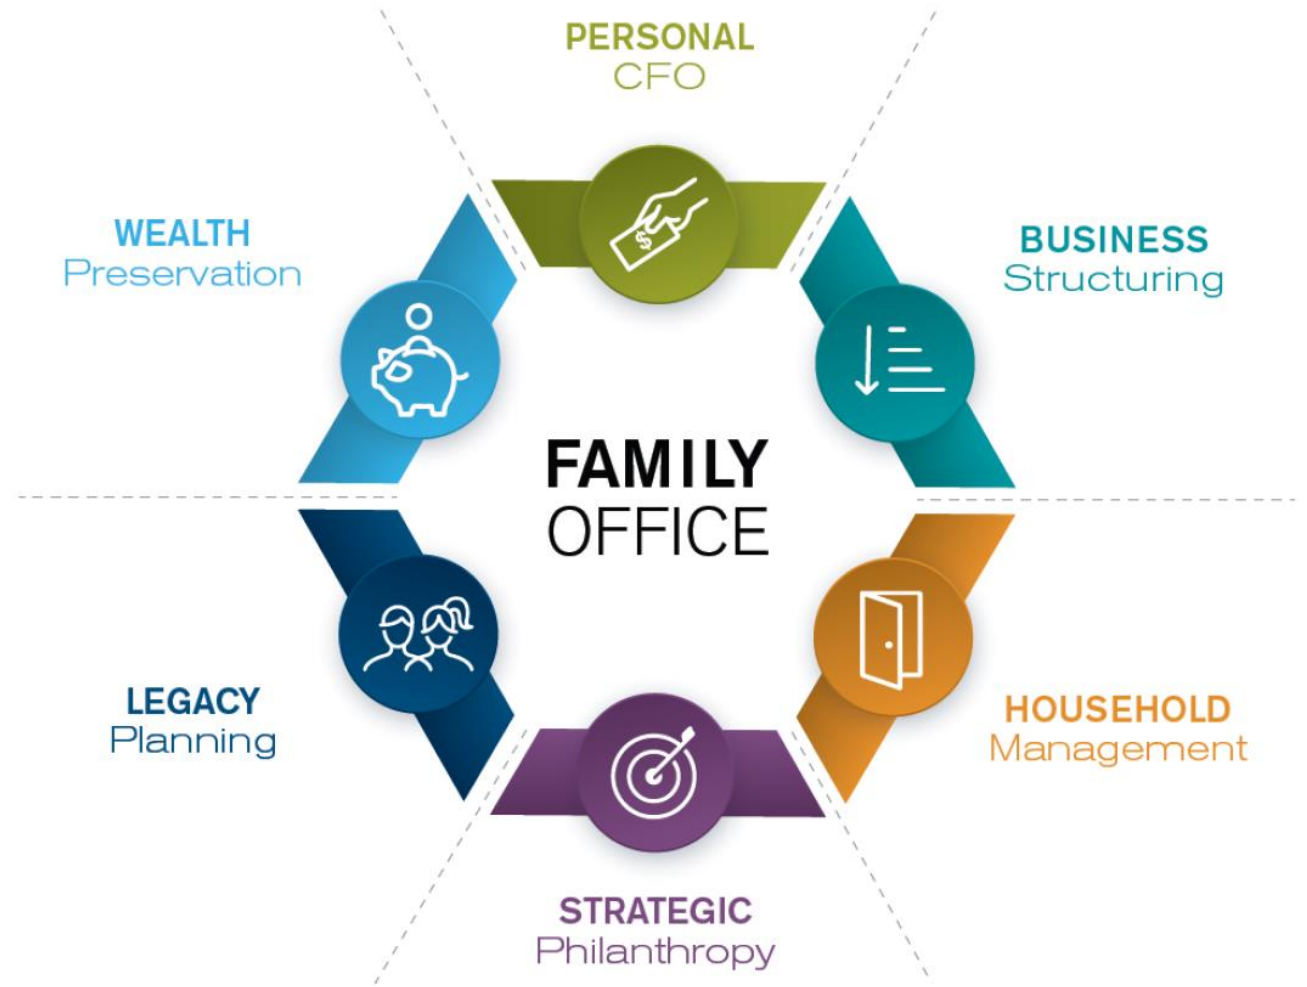 PERSONAL
CFO
WEALTH
Preservation
BUSINESS
Structuring
$
FAMILY
OFFICE
LEGACY
Planning
HOUSEHOLD
Management
STRATEGIC
Philanthropy